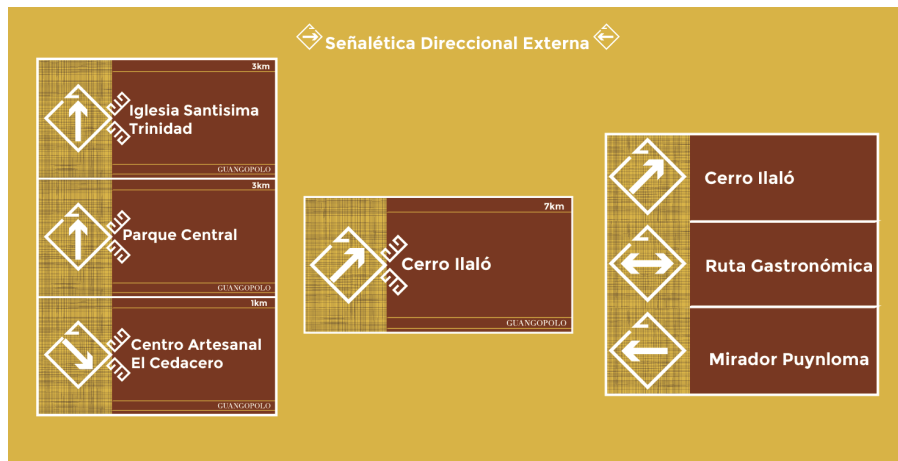 Señalética Direccional Externa
3km
Iglesia Santisima
Trinidad
GUANGOPOLO
3km
Parque Central
GUANGOPOLO
1km
Centro Artesanal
El Cedacero
GUANGOPOLO
7km
Cerro Ilaló
GUANGOPOLO
Cerro Ilaló
Ruta Gastronómica
Mirador Puynloma